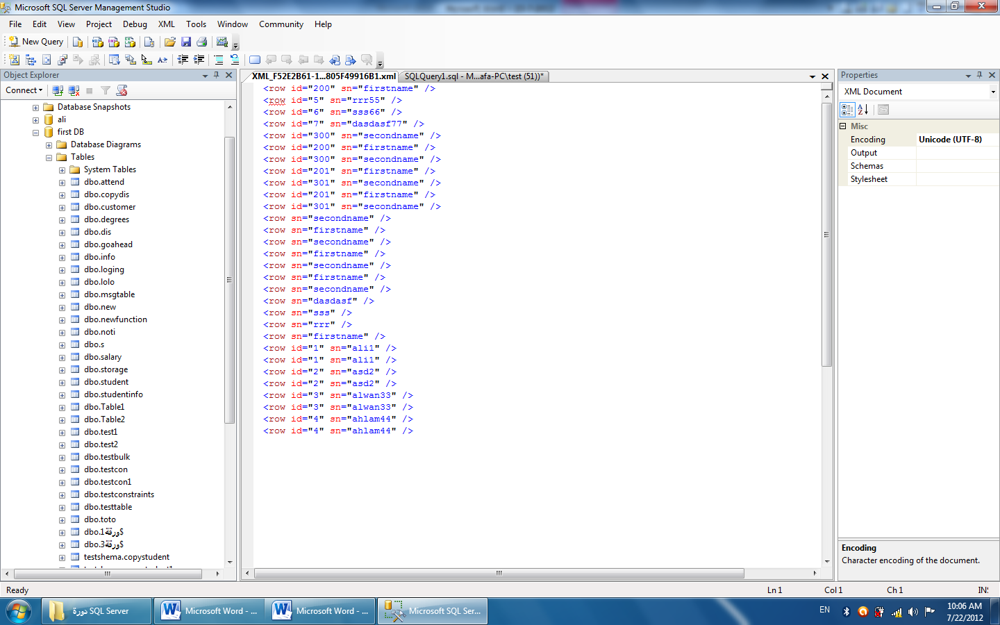 Microsoft SQL Server Management Studio
File Edit View Project Debug XML Tools Window Community Help
New Query
Object Explorer
Connect
Database Snapshots
ali
first DB
Database Diagrams
Tables
System Tables
dbo.attend
dbo.copydis
dbo.customer
dbo.degrees
dbo.dis
dbo.goahead
dbo.info
dbo.loging
dbo.lolo
dbo.msgtable
dbo.new
dbo.newfunction
dbo.noti
dbo.s
dbo.salary
dbo.storage
dbo.student
dbo.studentinfo
dbo.Table1
dbo.Table2
dbo.test1
dbo.test2
dbo.testbulk
dbo.testcon
dbo.testcon1
dbo.testconstraints
dbo.testtable
dbo.toto
dbo.ورقة1$
dbo.ورقة3$
testshema.copystudent
XML_F52E2B61-1...805F49916B1.xml SQLQuery1.sql - M...afa-PC\test (51))*
<row id="200" sn="firstname" />
<row id="5" sn="rrr55" />
<row id="6" sn="sss66" />
<row id="7" sn="dasdasf77" />
<row id="300" sn="secondname" />
<row id="200" sn="firstname" />
<row id="300" sn="secondname" />
<row id="201" sn="firstname" />
<row id="301" sn="secondname" />
<row id="201" sn="firstname" />
<row id="301" sn="secondname" />
<row sn="secondname" />
<row sn="firstname" />
<row sn="secondname" />
<row sn="firstname" />
<row sn="secondname" />
<row sn="firstname" />
<row sn="secondname" />
<row sn="dasdasf" />
<row sn="sss" />
<row sn="rrr" />
<row sn="firstname" />
<row id="1" sn="ali1" />
<row id="1" sn="ali1" />
<row id="2" sn="asd2" />
<row id="2" sn="asd2" />
<row id="3" sn="alwan33" />
<row id="3" sn="alwan33" />
<row id="4" sn="ahlam44" />
<row id="4" sn="ahlam44" />
Properties
XML Document
Misc
Encoding Unicode (UTF-8)
Output
Schemas
Stylesheet
Encoding
Character encoding of the document.
Ready Ln 1 Col 1 Ch 1 INS
دورة SQL Server
Microsoft Word - ...
Microsoft Word - ...
Microsoft SQL Ser...
EN
10:06 AM
7/22/2012